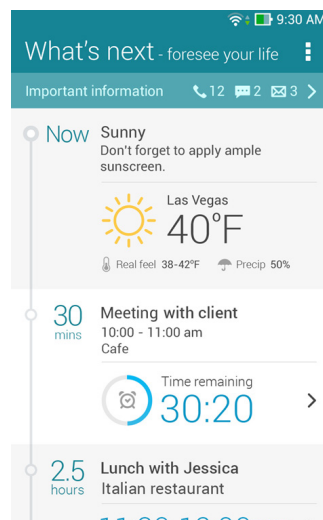 9:30 AM
What's next - foresee your life
Important information 12 2 3
Now Sunny
Don't forget to apply ample
sunscreen.
Las Vegas
40°F
Real feel 38-42°F Precip 50%
30 Meeting with client
mins 10:00 - 11:00 am
Cafe
Time remaining
30:20
2.5 Lunch with Jessica
hours Italian restaurant